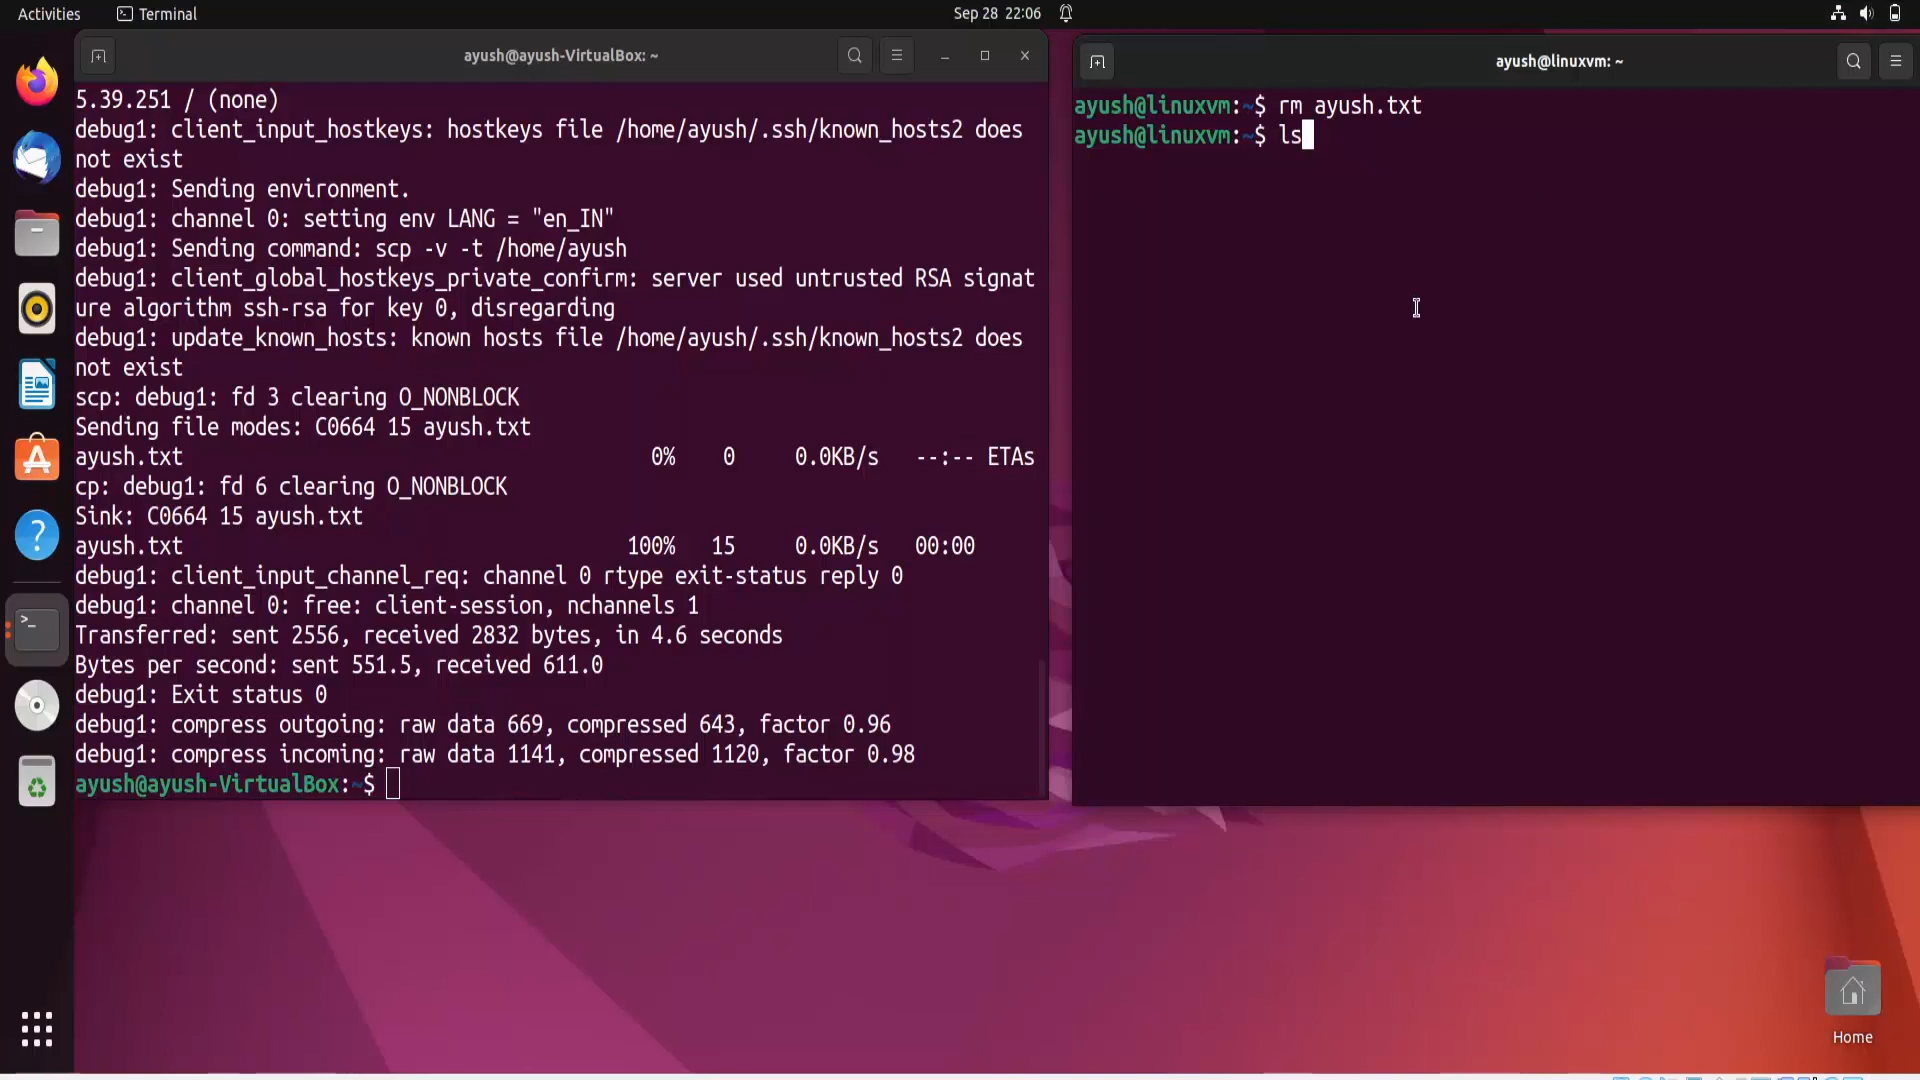 Activities
Terminal
Sep 28 22:06
ayush@ayush-VirtualBox: ~
5.39.251 / (none)
debug1: client_input_hostkeys: hostkeys file /home/ayush/.ssh/known_hosts2 does
not exist
debug1: Sending environment.
debug1: channel 0: setting env LANG = "en_IN"
debug1: Sending command: scp -v -t /home/ayush
debug1: client_global_hostkeys_private_confirm: server used untrusted RSA signat
ure algorithm ssh-rsa for key 0, disregarding
debug1: update_known_hosts: known hosts file /home/ayush/.ssh/known_hosts2 does
not exist
scp: debug1: fd 3 clearing O_NONBLOCK
Sending file modes: C0664 15 ayush.txt
ayush.txt 0% 0 0.0KB/s --:-- ETAs
cp: debug1: fd 6 clearing O_NONBLOCK
Sink: C0664 15 ayush.txt
ayush.txt 100% 15 0.0KB/s 00:00
debug1: client_input_channel_req: channel 0 rtype exit-status reply 0
debug1: channel 0: free: client-session, nchannels 1
Transferred: sent 2556, received 2832 bytes, in 4.6 seconds
Bytes per second: sent 551.5, received 611.0
debug1: Exit status 0
debug1: compress outgoing: raw data 669, compressed 643, factor 0.96
debug1: compress incoming: raw data 1141, compressed 1120, factor 0.98
ayush@ayush-VirtualBox:~$
ayush@linuxvm: ~
ayush@linuxvm:~$ rm ayush.txt
ayush@linuxvm:~$ ls
Home